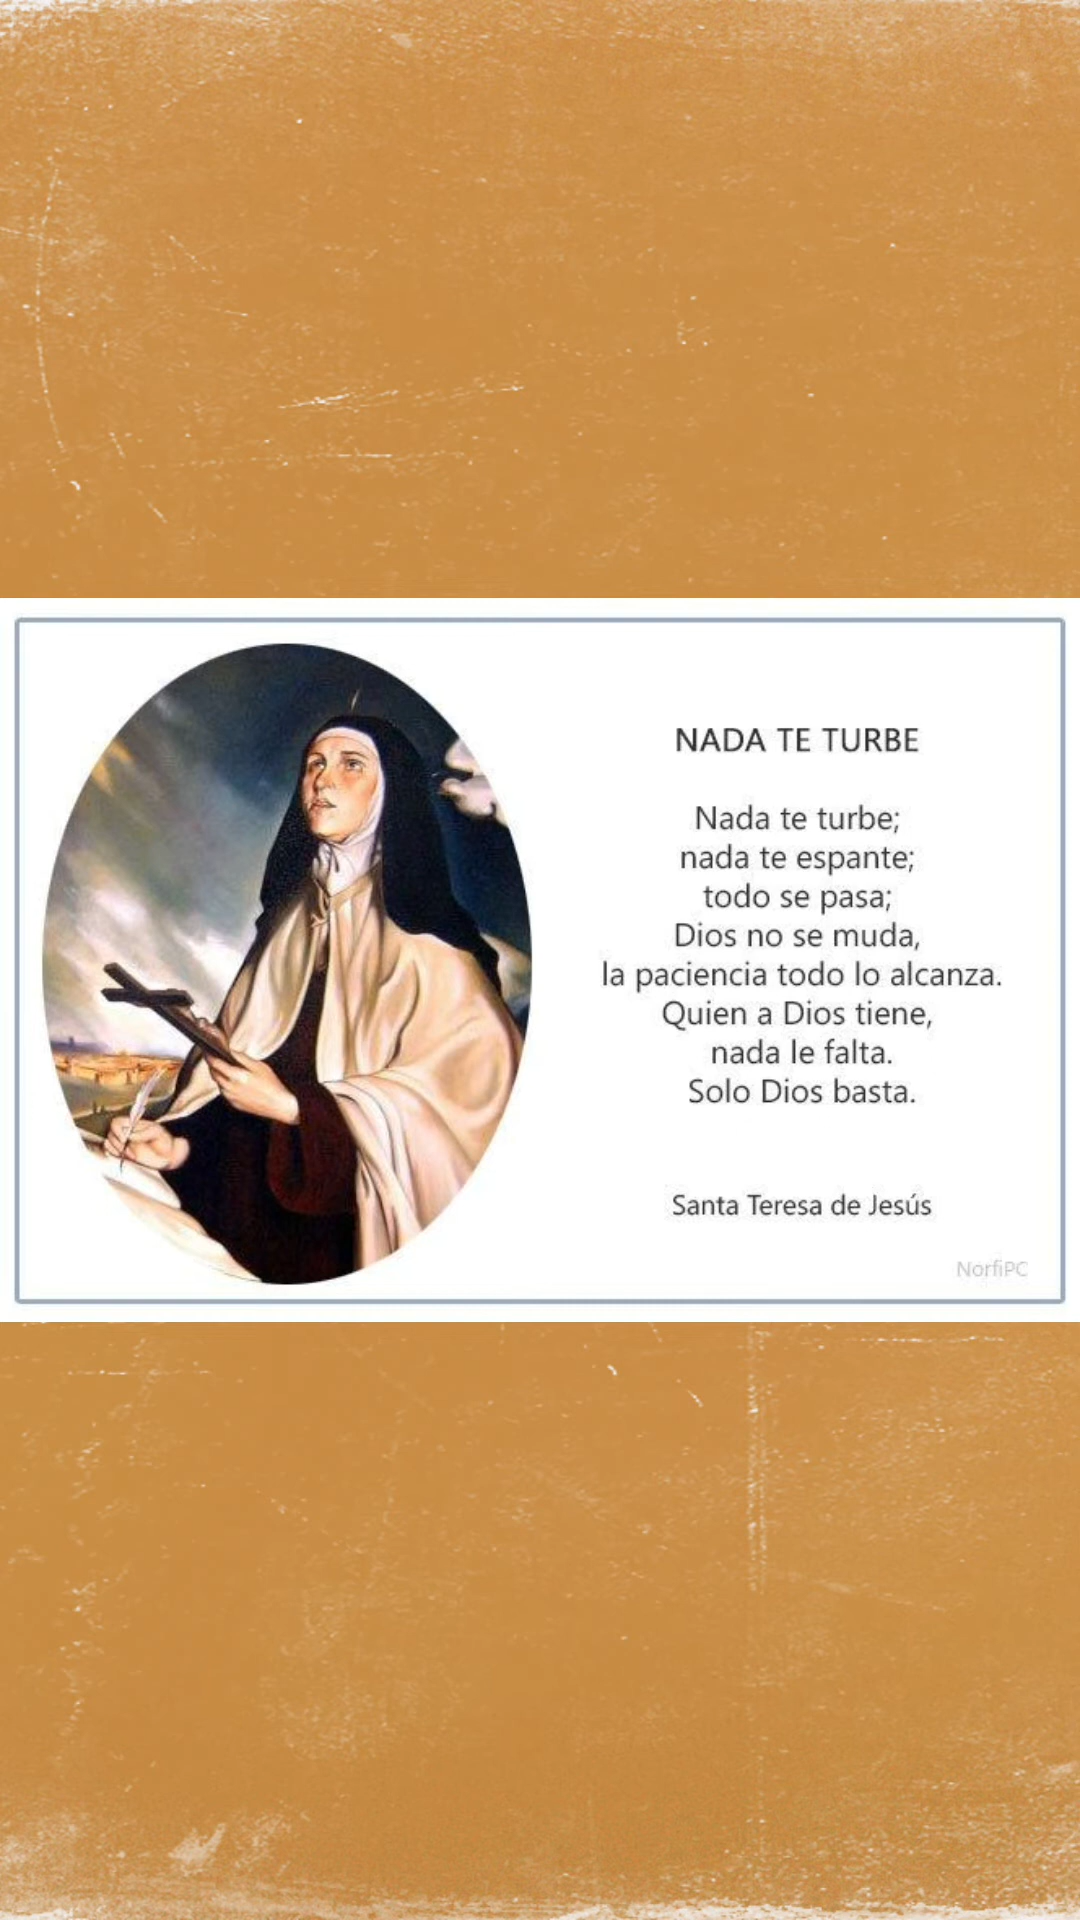 NADA TE TURBE
Nada te turbe;
nada te espante;
todo se pasa;
Dios no se muda,
la paciencia todo lo alcanza.
Quien a Dios tiene,
nada le falta.
Solo Dios basta.
Santa Teresa de Jesús
NorfiPC